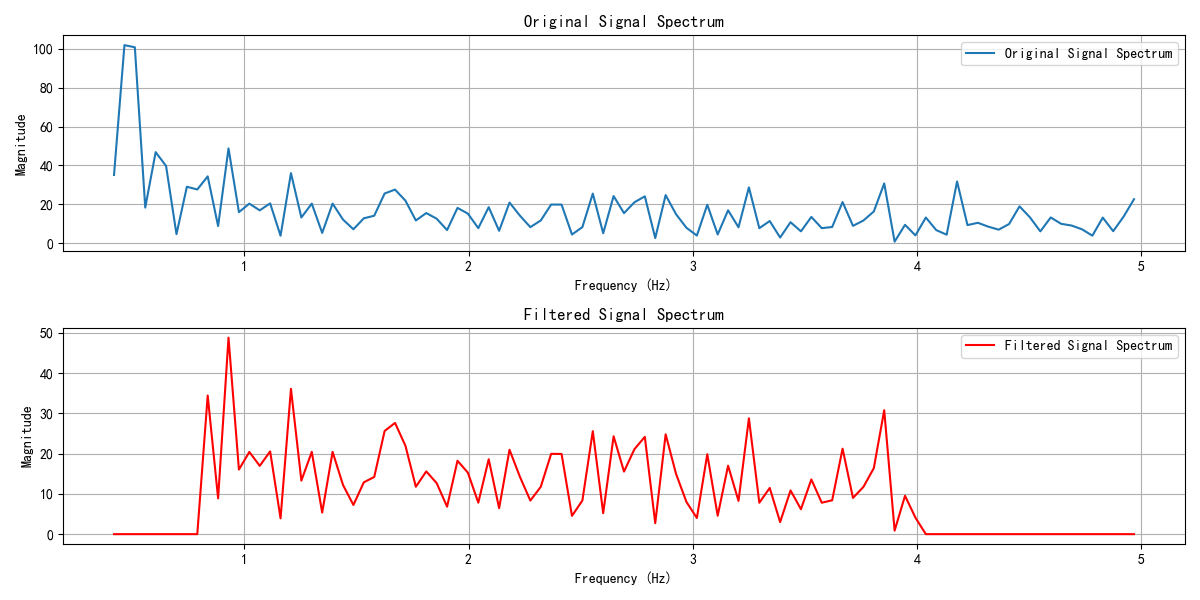 Original Signal Spectrum
100
80
60
40
20
0
Magnitude
Original Signal Spectrum
1
2
3
4
5
Frequency (Hz)
Filtered Signal Spectrum
50
40
30
20
10
0
Magnitude
Filtered Signal Spectrum
1
2
3
4
5
Frequency (Hz)